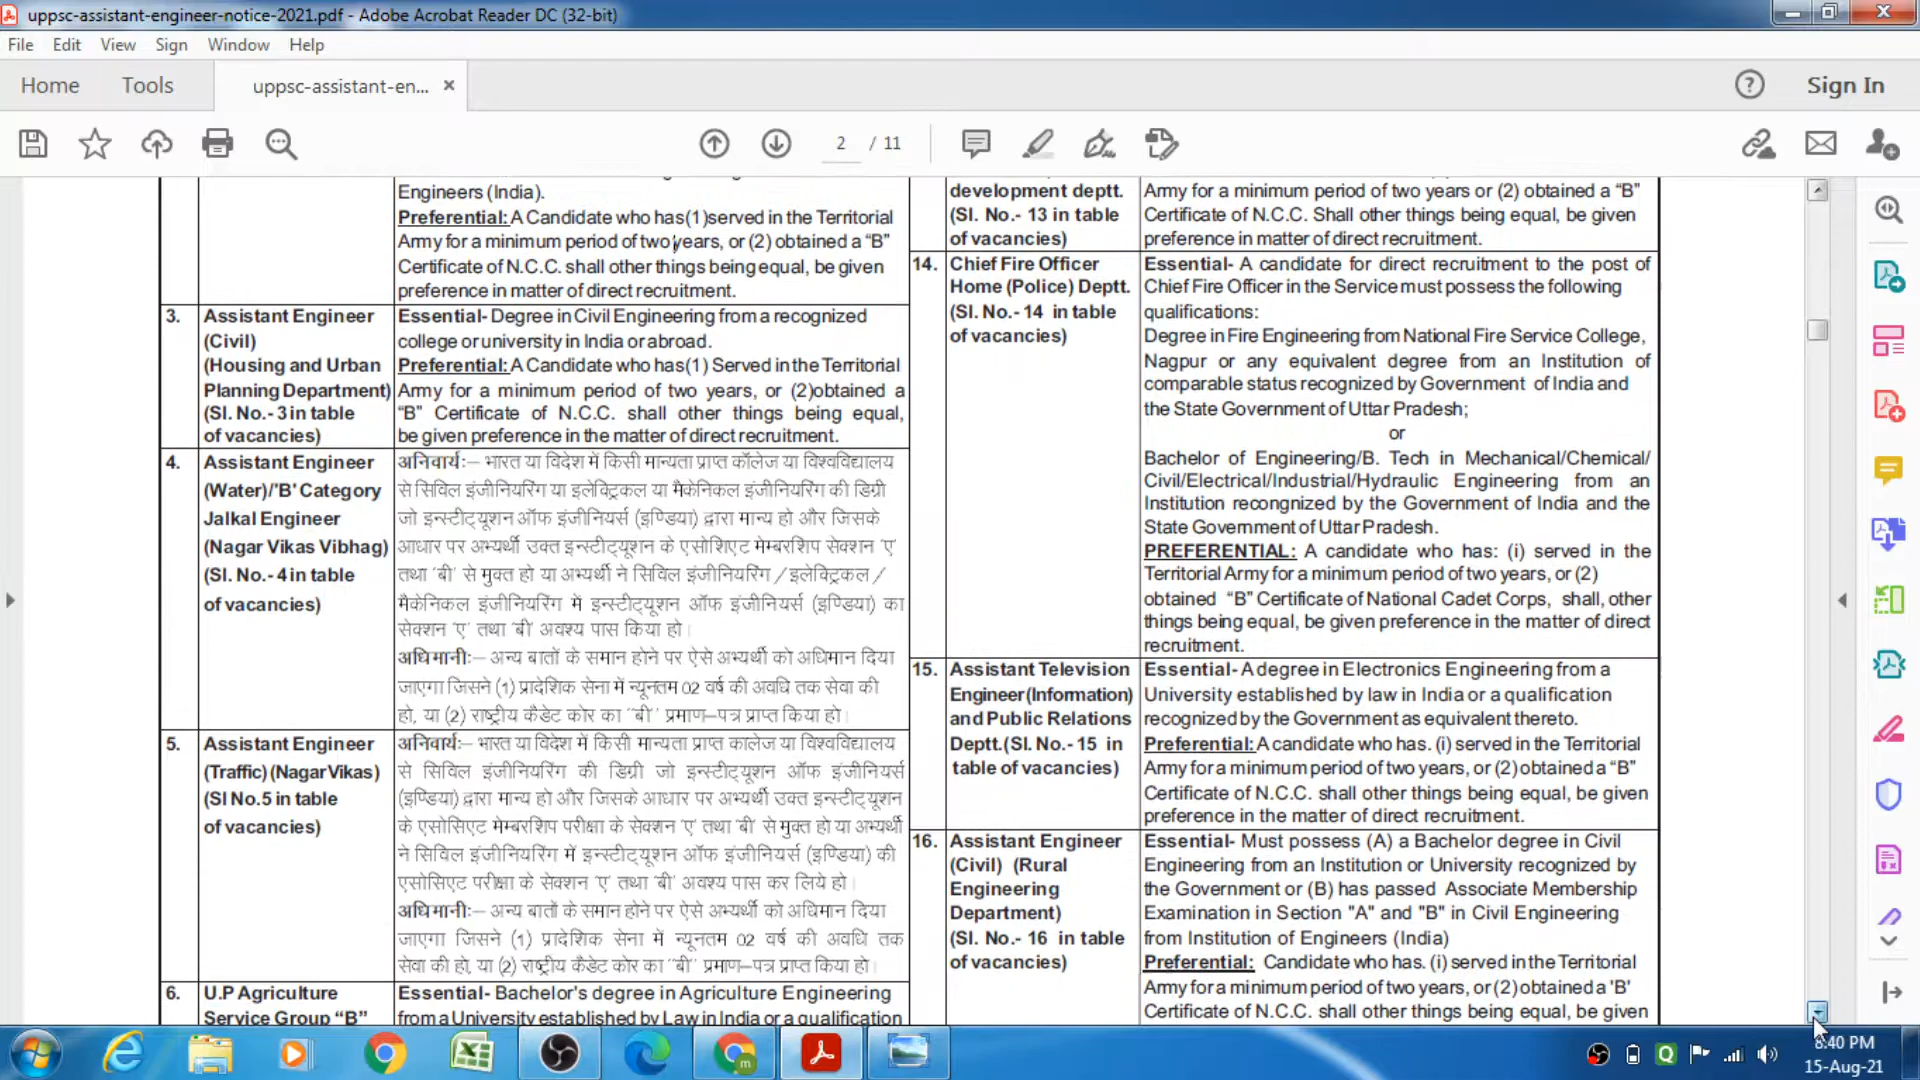 uppsc-assistant-engineer-notice-2021.pdf - Adobe Acrobat Reader DC (32-bit)
File Edit View Sign Window Help
Home Tools uppsc-assistant-en... × Sign In
2 / 11
Engineers (India).
Preferential: A Candidate who has(1)served in the Territorial
Army for a minimum period of two years, or (2) obtained a “B”
Certificate of N.C.C. shall other things being equal, be given
preference in matter of direct recruitment.
3. Assistant Engineer
(Civil)
(Housing and Urban
Planning Department)
(Sl. No.- 3 in table
of vacancies)
Essential- Degree in Civil Engineering from a recognized
college or university in India or abroad.
Preferential: A Candidate who has(1) Served in the Territorial
Army for a minimum period of two years, or (2)obtained a
“B” Certificate of N.C.C. shall other things being equal,
be given preference in the matter of direct recruitment.
4. Assistant Engineer
(Water)/'B' Category
Jalkal Engineer
(Nagar Vikas Vibhag)
(Sl. No.- 4 in table
of vacancies)
अनिवार्यः– भारत या विदेश में किसी मान्यता प्राप्त कॉलेज या विश्वविद्यालय
से सिविल इंजीनियरिंग या इलेक्ट्रिकल या मैकेनिकल इंजीनियरिंग की डिग्री
जो इन्स्टीट्यूशन ऑफ इंजीनियर्स (इण्डिया) द्वारा मान्य हो और जिसके
आधार पर अभ्यर्थी उक्त इन्स्टीट्यूशन के एसोशिएट मेम्बरशिप सेक्शन 'ए'
तथा 'बी' से मुक्त हो या अभ्यर्थी ने सिविल इंजीनियरिंग/इलेक्ट्रिकल/
मैकेनिकल इंजीनियरिंग में इन्स्टीट्यूशन ऑफ इंजीनियर्स (इण्डिया) का
सेक्शन 'ए' तथा 'बी' अवश्य पास किया हो।
अधिमानीः– अन्य बातों के समान होने पर ऐसे अभ्यर्थी को अधिमान दिया
जाएगा जिसने (1) प्रादेशिक सेना में न्यूनतम 02 वर्ष की अवधि तक सेवा की
हो, या (2) राष्ट्रीय कैडेट कोर का ''बी'' प्रमाण–पत्र प्राप्त किया हो।
5. Assistant Engineer
(Traffic) (Nagar Vikas)
(Sl No.5 in table
of vacancies)
अनिवार्यः– भारत या विदेश में किसी मान्यता प्राप्त कालेज या विश्वविद्यालय
से सिविल इंजीनियरिंग की डिग्री जो इन्स्टीट्यूशन ऑफ इंजीनियर्स
(इण्डिया) द्वारा मान्य हो और जिसके आधार पर अभ्यर्थी उक्त इन्स्टीट्यूशन
के एसोसिएट मेम्बरशिप परीक्षा के सेक्शन 'ए' तथा 'बी' से मुक्त हो या अभ्यर्थी
ने सिविल इंजीनियरिंग में इन्स्टीट्यूशन ऑफ इंजीनियर्स (इण्डिया) की
एसोसिएट परीक्षा के सेक्शन 'ए' तथा 'बी' अवश्य पास कर लिये हो।
अधिमानीः– अन्य बातों के समान होने पर ऐसे अभ्यर्थी को अधिमान दिया
जाएगा जिसने (1) प्रादेशिक सेना में न्यूनतम 02 वर्ष की अवधि तक
सेवा की हो, या (2) राष्ट्रीय कैडेट कोर का ''बी'' प्रमाण–पत्र प्राप्त किया हो।
6. U.P Agriculture
Service Group “B”
Essential- Bachelor's degree in Agriculture Engineering
from a University established by Law in India or a qualification
development deptt.
(Sl. No.- 13 in table
of vacancies)
Army for a minimum period of two years or (2) obtained a “B”
Certificate of N.C.C. Shall other things being equal, be given
preference in matter of direct recruitment.
14. Chief Fire Officer
Home (Police) Deptt.
(Sl. No.- 14 in table
of vacancies)
Essential- A candidate for direct recruitment to the post of
Chief Fire Officer in the Service must possess the following
qualifications:
Degree in Fire Engineering from National Fire Service College,
Nagpur or any equivalent degree from an Institution of
comparable status recognized by Government of India and
the State Government of Uttar Pradesh;
or
Bachelor of Engineering/B. Tech in Mechanical/Chemical/
Civil/Electrical/Industrial/Hydraulic Engineering from an
Institution recongnized by the Government of India and the
State Government of Uttar Pradesh.
PREFERENTIAL: A candidate who has: (i) served in the
Territorial Army for a minimum period of two years, or (2)
obtained “B” Certificate of National Cadet Corps, shall, other
things being equal, be given preference in the matter of direct
recruitment.
15. Assistant Television
Engineer (Information)
and Public Relations
Deptt.(Sl. No.- 15 in
table of vacancies)
Essential- A degree in Electronics Engineering from a
University established by law in India or a qualification
recognized by the Government as equivalent thereto.
Preferential: A candidate who has. (i) served in the Territorial
Army for a minimum period of two years, or (2) obtained a “B”
Certificate of N.C.C. shall other things being equal, be given
preference in the matter of direct recruitment.
16. Assistant Engineer
(Civil) (Rural
Engineering
Department)
(Sl. No.- 16 in table
of vacancies)
Essential- Must possess (A) a Bachelor degree in Civil
Engineering from an Institution or University recognized by
the Government or (B) has passed Associate Membership
Examination in Section "A" and "B" in Civil Engineering
from Institution of Engineers (India)
Preferential: Candidate who has. (i) served in the Territorial
Army for a minimum period of two years, or (2) obtained a 'B'
Certificate of N.C.C. shall other things being equal, be given
8:40 PM
15-Aug-21